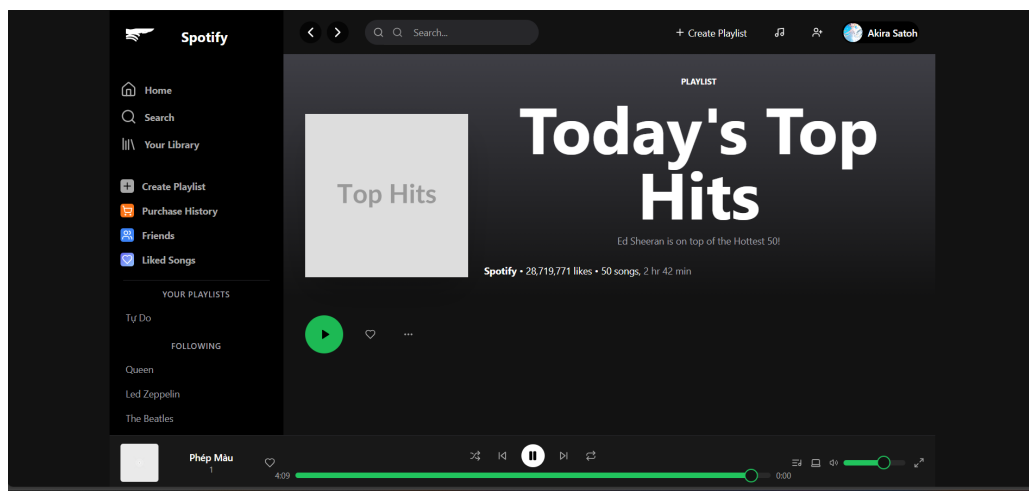 Spotify
Search...
+ Create Playlist
Akira Satoh
Home
Search
Your Library
Create Playlist
Purchase History
Friends
Liked Songs
YOUR PLAYLISTS
Tự Do
FOLLOWING
Queen
Led Zeppelin
The Beatles
PLAYLIST
Top Hits
Today's Top
Hits
Ed Sheeran is on top of the Hottest 50!
Spotify • 28,719,771 likes • 50 songs, 2 hr 42 min
Phép Màu
1
4:09
0:00